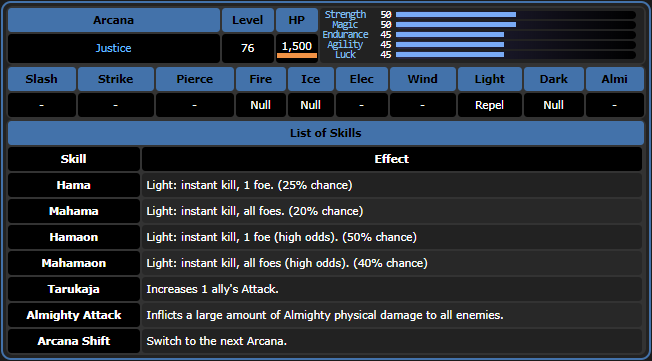 Arcana Level HP
Justice 76 1,500
Strength 50
Magic 50
Endurance 45
Agility 45
Luck 45
Slash Strike Pierce Fire Ice Elec Wind Light Dark Almi
- - - Null Null - - Repel Null -
List of Skills
Skill Effect
Hama Light: instant kill, 1 foe. (25% chance)
Mahama Light: instant kill, all foes. (20% chance)
Hamaon Light: instant kill, 1 foe (high odds). (50% chance)
Mahamaon Light: instant kill, all foes (high odds). (40% chance)
Tarukaja Increases 1 ally's Attack.
Almighty Attack Inflicts a large amount of Almighty physical damage to all enemies.
Arcana Shift Switch to the next Arcana.